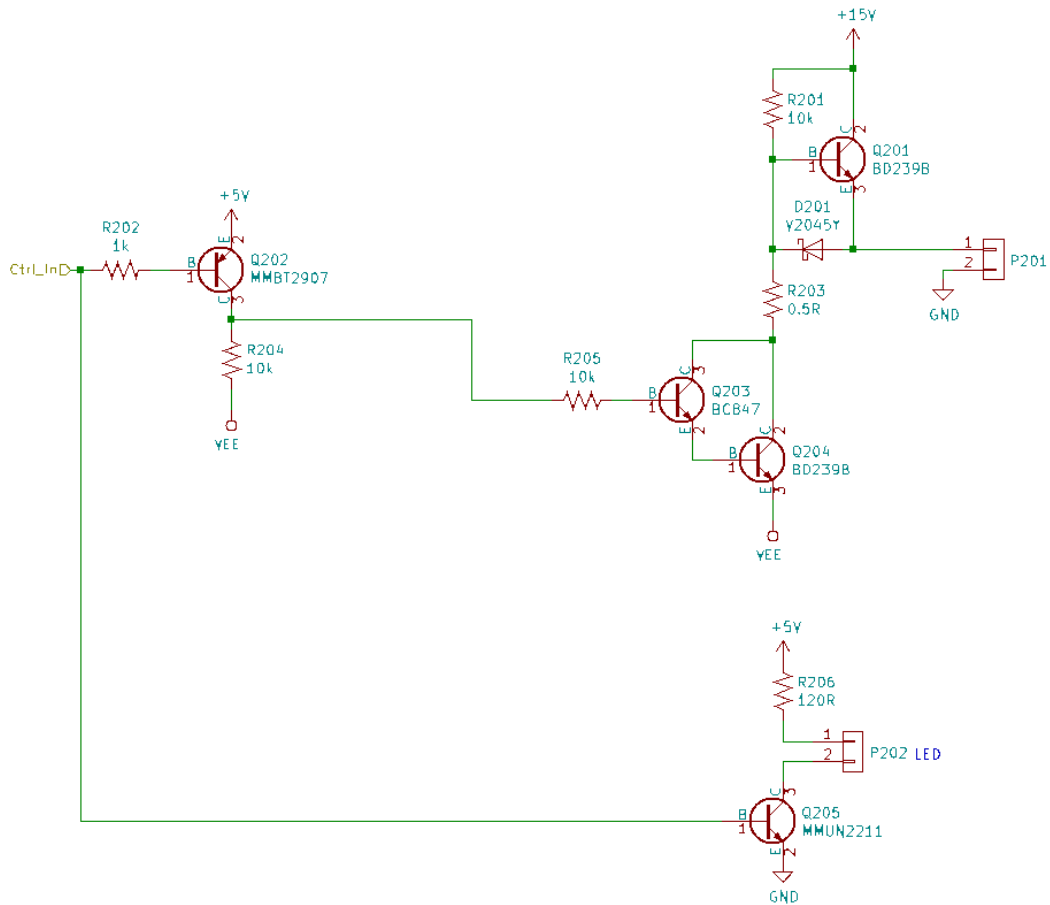 +15V
R201
10k
C
2
B
1
Q201
BD239B
E
3
D201
V2045Y
1
2
P201
GND
+5V
R202
1k
Ctrl_In
E
2
B
1
Q202
MMBT2907
C
3
R204
10k
VEE
R203
0.5R
R205
10k
C
3
B
1
Q203
BC847
E
2
C
2
B
1
Q204
BD239B
E
3
VEE
+5V
R206
120R
1
2
P202 LED
C
3
B
1
Q205
MMUN2211
E
2
GND